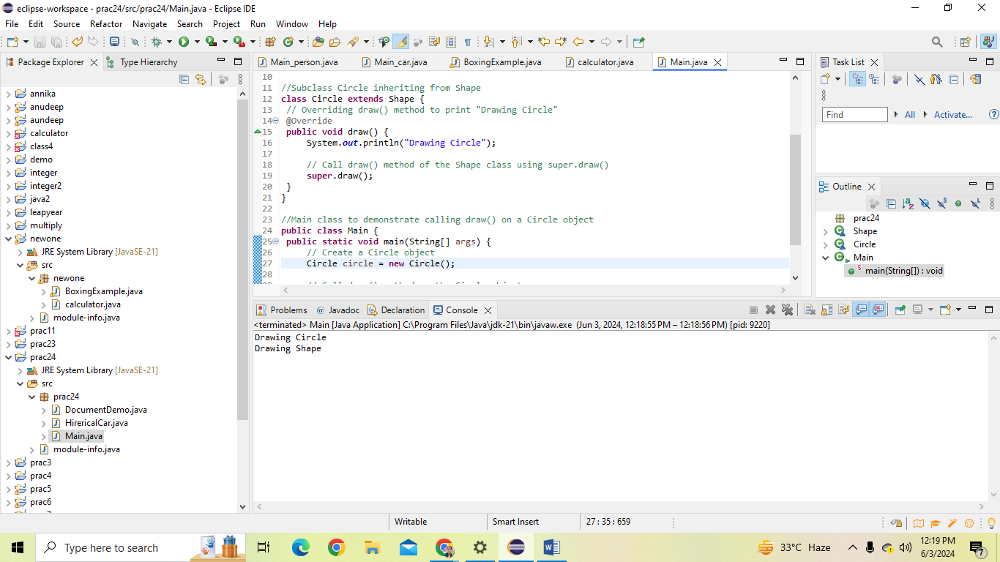 eclipse-workspace - prac24/src/prac24/Main.java - Eclipse IDE
File Edit Source Refactor Navigate Search Project Run Window Help
Package Explorer Type Hierarchy
annika
anudeep
aundeep
calculator
class4
demo
integer
integer2
java2
leapyear
multiply
newone
JRE System Library [JavaSE-21]
src
newone
BoxingExample.java
calculator.java
module-info.java
prac11
prac23
prac24
JRE System Library [JavaSE-21]
src
prac24
DocumentDemo.java
HirericalCar.java
Main.java
module-info.java
prac3
prac4
prac5
prac6
Main_person.java Main_car.java BoxingExample.java calculator.java Main.java
10
11 //Subclass Circle inheriting from Shape
12 class Circle extends Shape {
13 // Overriding draw() method to print "Drawing Circle"
14 @Override
15 public void draw() {
16 System.out.println("Drawing Circle");
17
18 // Call draw() method of the Shape class using super.draw()
19 super.draw();
20 }
21 }
22
23 //Main class to demonstrate calling draw() on a Circle object
24 public class Main {
25 public static void main(String[] args) {
26 // Create a Circle object
27 Circle circle = new Circle();
28
Task List
Find All Activate...
Outline
prac24
Shape
Circle
Main
main(String[]) : void
Problems Javadoc Declaration Console
<terminated> Main [Java Application] C:\Program Files\Java\jdk-21\bin\javaw.exe (Jun 3, 2024, 12:18:55 PM – 12:18:56 PM) [pid: 9220]
Drawing Circle
Drawing Shape
Writable Smart Insert 27 : 35 : 659
Type here to search
33°C Haze
12:19 PM
6/3/2024
7